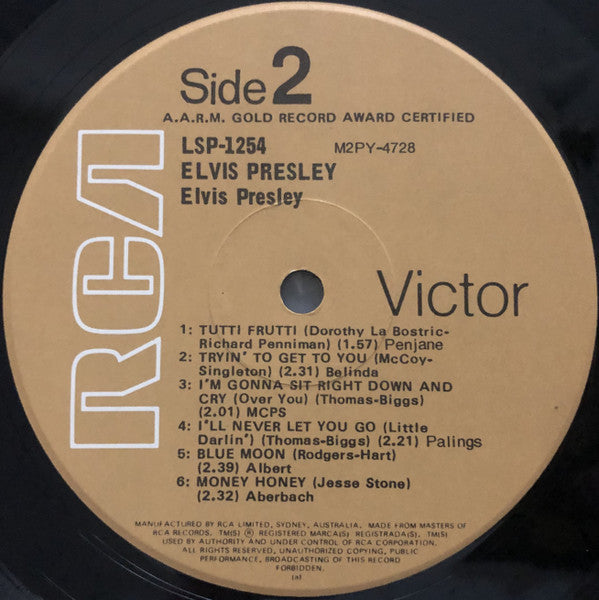 Side 2
A.A.R.M. GOLD RECORD AWARD CERTIFIED
LSP-1254 M2PY-4728
ELVIS PRESLEY
Elvis Presley
RCA
Victor
1: TUTTI FRUTTI (Dorothy La Bostric-
Richard Penniman) (1.57) Penjane
2: TRYIN' TO GET TO YOU (McCoy-
Singleton) (2.31) Belinda
3: I'M GONNA SIT RIGHT DOWN AND
CRY (Over You) (Thomas-Biggs)
(2.01) MCPS
4: I'LL NEVER LET YOU GO (Little
Darlin') (Thomas-Biggs) (2.21) Palings
5: BLUE MOON (Rodgers-Hart)
(2.39) Albert
6: MONEY HONEY (Jesse Stone)
(2.32) Aberbach
MANUFACTURED BY RCA LIMITED, SYDNEY, AUSTRALIA. MADE FROM MASTERS OF
RCA RECORDS. TM(S) ® REGISTERED MARCA(S) REGISTRADA(S). TM(S)
USED BY AUTHORITY AND UNDER CONTROL OF RCA CORPORATION.
ALL RIGHTS RESERVED, UNAUTHORIZED COPYING, PUBLIC
PERFORMANCE, BROADCASTING OF THIS RECORD
FORBIDDEN.